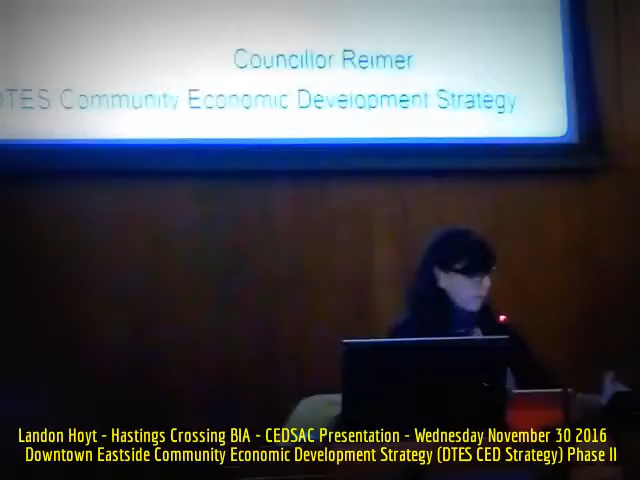 Councillor Reimer
DTES Community Economic Development Strategy
Landon Hoyt - Hastings Crossing BIA - CEDSAC Presentation - Wednesday November 30 2016
Downtown Eastside Community Economic Development Strategy (DTES CED Strategy) Phase II